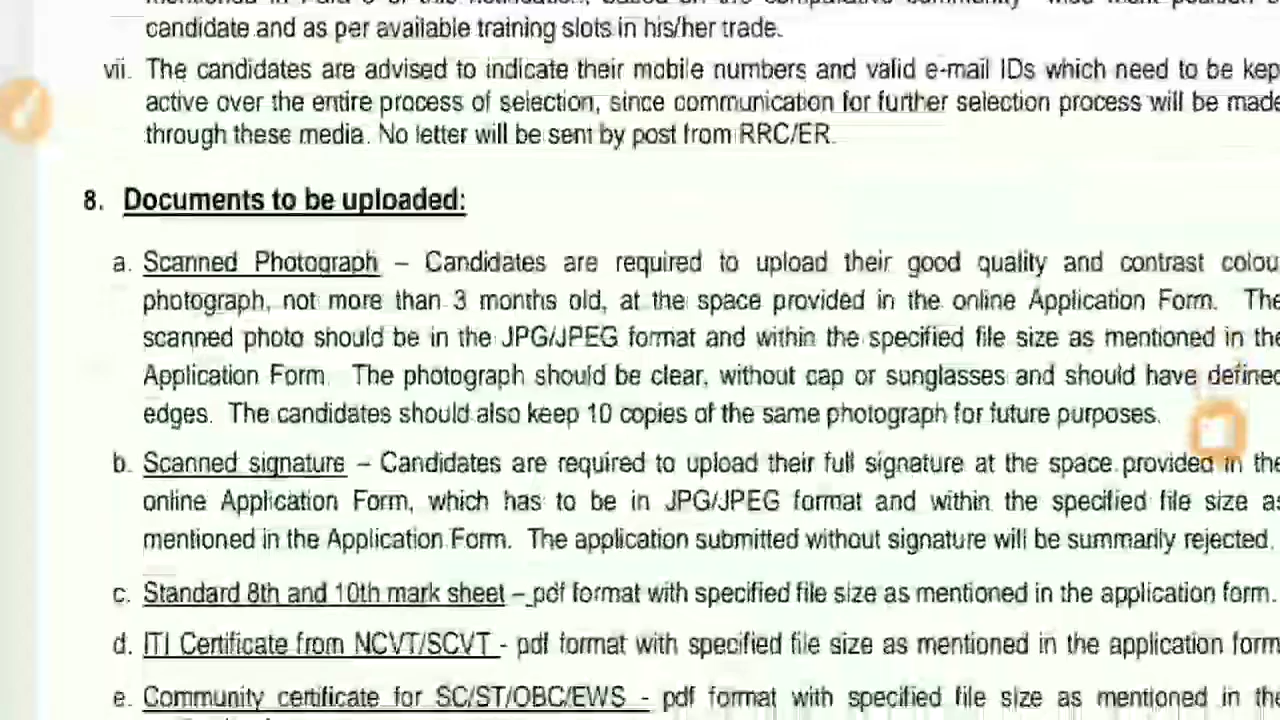 candidate and as per available training slots in his/her trade.
vii. The candidates are advised to indicate their mobile numbers and valid e-mail IDs which need to be kep
active over the entire process of selection, since communication for further selection process will be made
through these media. No letter will be sent by post from RRC/ER.
8. Documents to be uploaded:
a. Scanned Photograph – Candidates are required to upload their good quality and contrast colou
photograph, not more than 3 months old, at the space provided in the online Application Form. The
scanned photo should be in the JPG/JPEG format and within the specified file size as mentioned in the
Application Form. The photograph should be clear, without cap or sunglasses and should have defined
edges. The candidates should also keep 10 copies of the same photograph for future purposes.
b. Scanned signature – Candidates are required to upload their full signature at the space provided in the
online Application Form, which has to be in JPG/JPEG format and within the specified file size as
mentioned in the Application Form. The application submitted without signature will be summarily rejected.
c. Standard 8th and 10th mark sheet – pdf format with specified file size as mentioned in the application form.
d. ITI Certificate from NCVT/SCVT - pdf format with specified file size as mentioned in the application form
e. Community certificate for SC/ST/OBC/EWS - pdf format with specified file size as mentioned in the